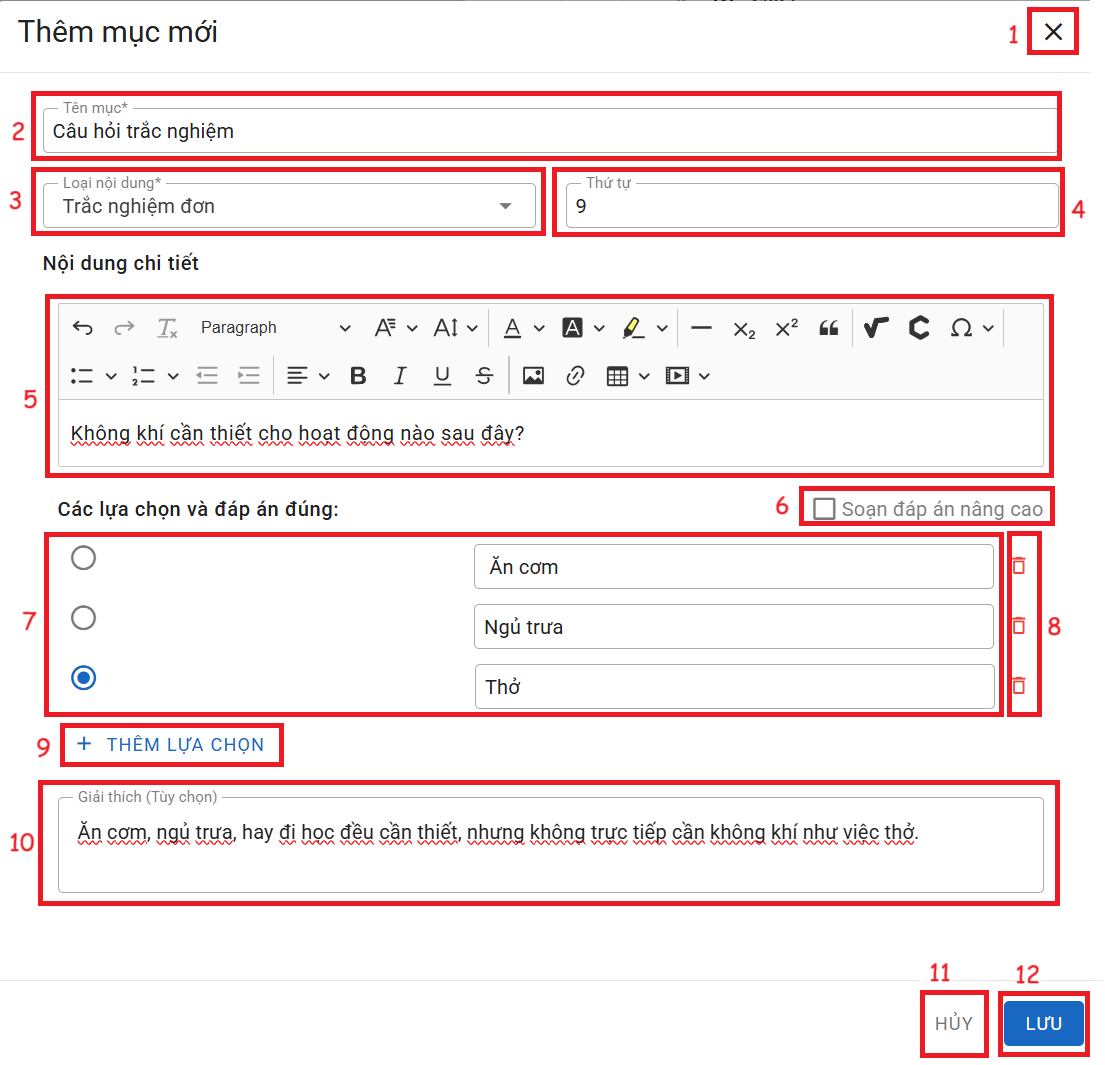 Thêm mục mới
1
Tên mục*
2
Câu hỏi trắc nghiệm
Loại nội dung*
Thứ tự
3
Trắc nghiệm đơn
9
4
Nội dung chi tiết
Paragraph
5
Không khí cần thiết cho hoạt động nào sau đây?
Các lựa chọn và đáp án đúng:
6
Soạn đáp án nâng cao
Ăn cơm
7
Ngủ trưa
8
Thở
9
+ THÊM LỰA CHỌN
Giải thích (Tùy chọn)
10
Ăn cơm, ngủ trưa, hay đi học đều cần thiết, nhưng không trực tiếp cần không khí như việc thở.
11
12
HỦY
LƯU